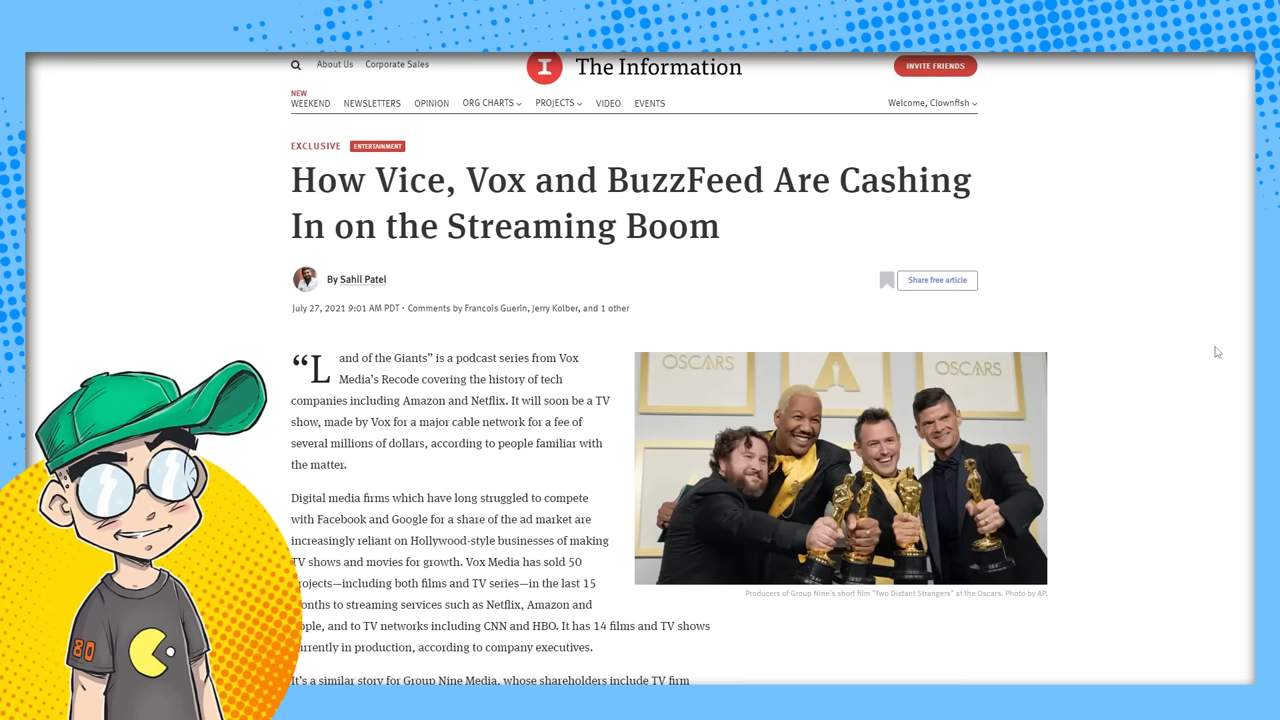 About Us Corporate Sales
The Information
INVITE FRIENDS
NEW
WEEKEND NEWSLETTERS OPINION ORG CHARTS PROJECTS VIDEO EVENTS
Welcome, Clownfish
EXCLUSIVE ENTERTAINMENT
How Vice, Vox and BuzzFeed Are Cashing
In on the Streaming Boom
By Sahil Patel
Share free article
July 27, 2021 9:01 AM PDT · Comments by Francois Guerin, Jerry Kolber, and 1 other
“Land of the Giants” is a podcast series from Vox
Media’s Recode covering the history of tech
companies including Amazon and Netflix. It will soon be a TV
show, made by Vox for a major cable network for a fee of
several millions of dollars, according to people familiar with
the matter.
OSCARS
OSCARS
Producers of Group Nine's short film "Two Distant Strangers" at the Oscars. Photo by AP.
Digital media firms which have long struggled to compete
with Facebook and Google for a share of the ad market are
increasingly reliant on Hollywood-style businesses of making
TV shows and movies for growth. Vox Media has sold 50
rojects—including both films and TV series—in the last 15
onths to streaming services such as Netflix, Amazon and
pple, and to TV networks including CNN and HBO. It has 14 films and TV shows
urrently in production, according to company executives.
It’s a similar story for Group Nine Media, whose shareholders include TV firm
80